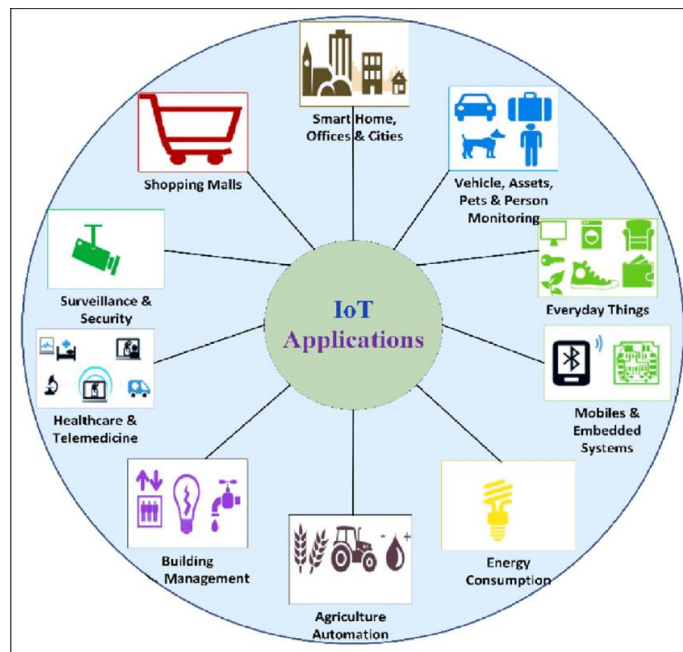 Smart Home,
Offices & Cities
Vehicle, Assets,
Pets & Person
Monitoring
Everyday Things
Mobiles &
Embedded
Systems
Energy
Consumption
Agriculture
Automation
Building
. Management
Healthcare &
Telemedicine
Surveillance &
Security
Shopping Malls
IoT
Applications